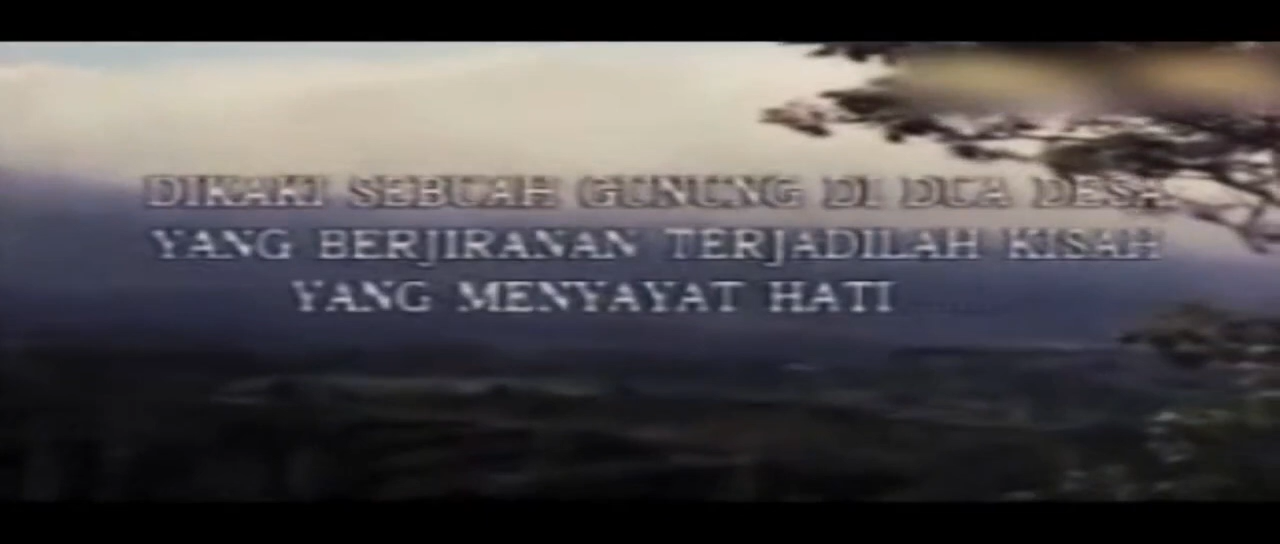 DIKAKI SEBUAH GUNUNG DI DUA DESA
YANG BERJIRANAN TERJADILAH KISAH
YANG MENYAYAT HATI ......